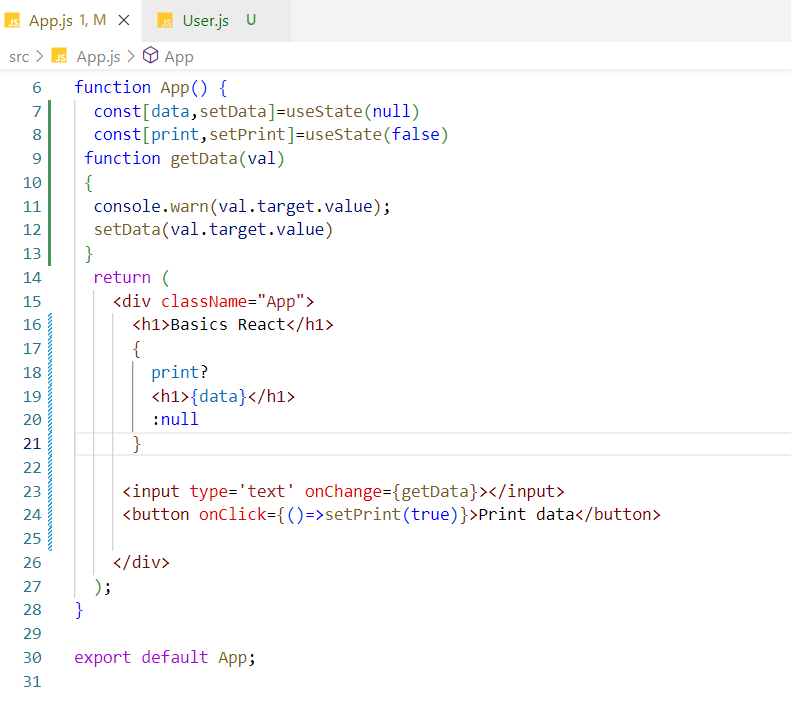 JS App.js 1, M × JS User.js U
src > JS App.js > App
6 function App() {
7 const[data,setData]=useState(null)
8 const[print,setPrint]=useState(false)
9 function getData(val)
10 {
11 console.warn(val.target.value);
12 setData(val.target.value)
13 }
14 return (
15 <div className="App">
16 <h1>Basics React</h1>
17 {
18 print?
19 <h1>{data}</h1>
20 :null
21 }
22
23 <input type='text' onChange={getData}></input>
24 <button onClick={()=>setPrint(true)}>Print data</button>
25
26 </div>
27 );
28 }
29
30 export default App;
31